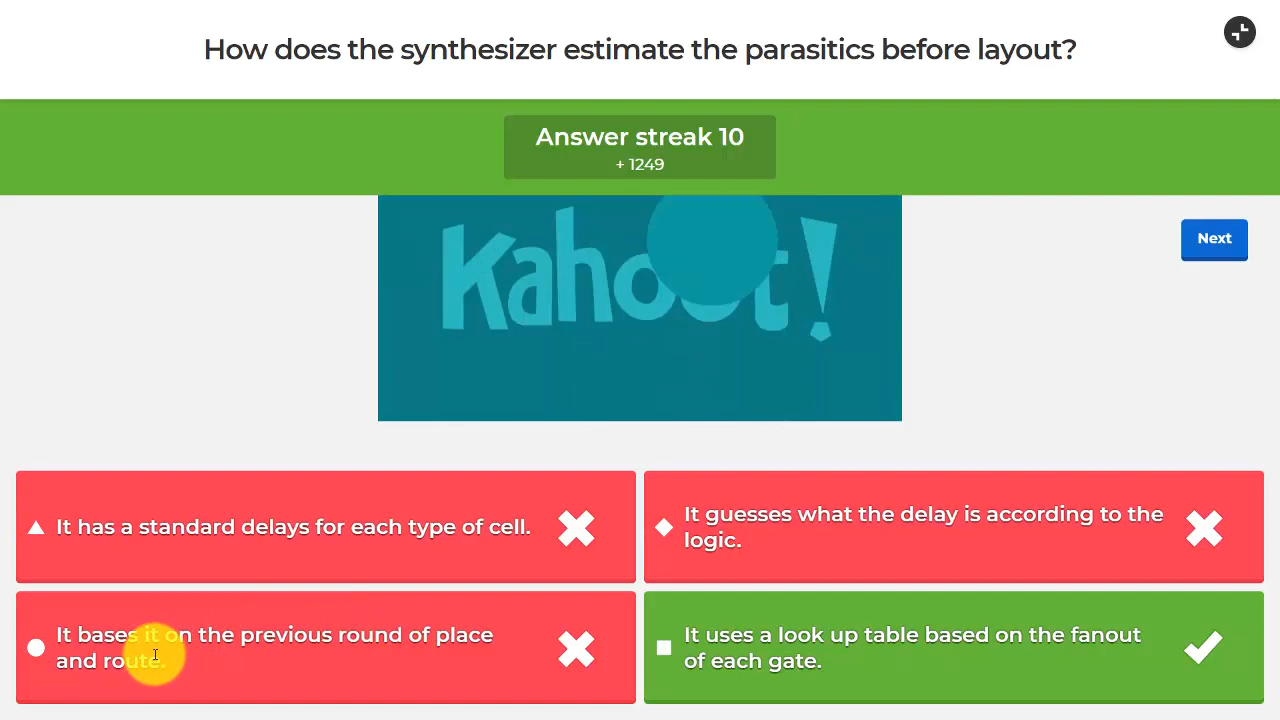 How does the synthesizer estimate the parasitics before layout?
Answer streak 10
+ 1249
Kahoot!
Next
It has a standard delays for each type of cell.
It guesses what the delay is according to the
logic.
It bases it on the previous round of place
and route.
It uses a look up table based on the fanout
of each gate.